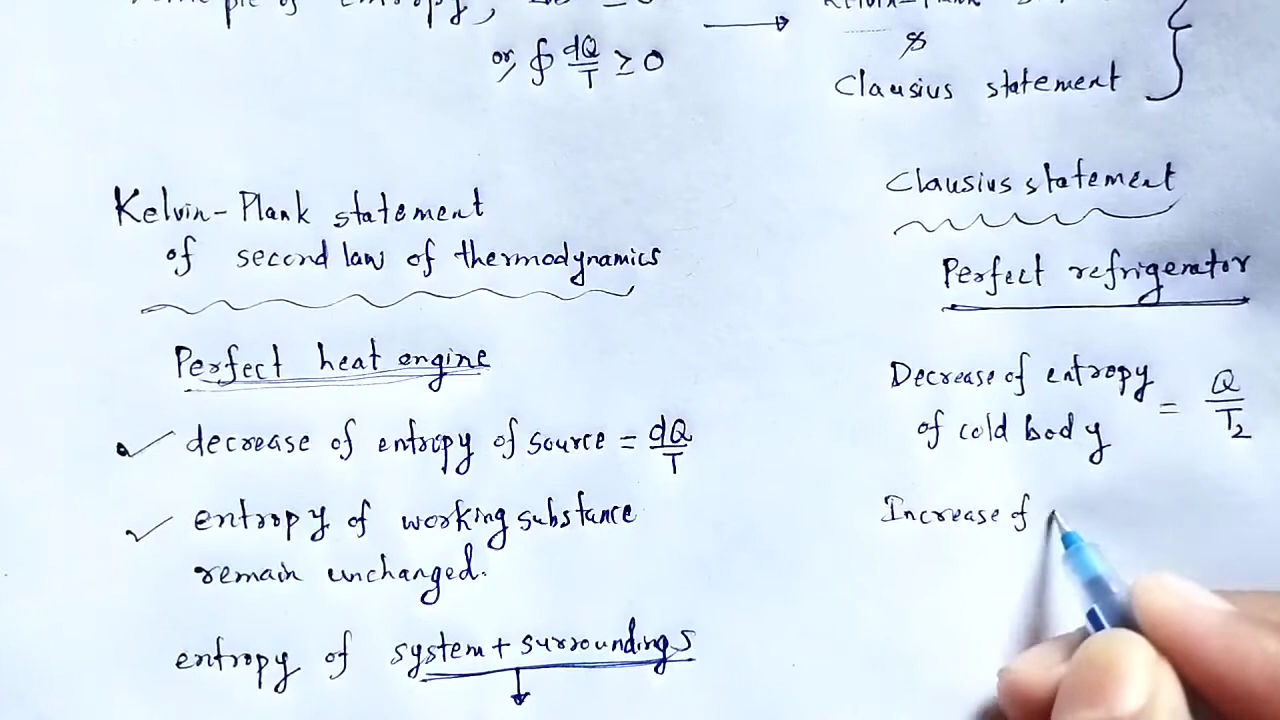 or, ∮ dQ/T ≥ 0
&
Clausius statement
Kelvin-Plank statement
of second law of thermodynamics
Perfect heat engine
decrease of entropy of source = dQ/T
entropy of working substance
remain unchanged.
entropy of system + surroundings
↓
Clausius statement
Perfect refrigerator
Decrease of entropy
of cold body = Q/T₂
Increase of